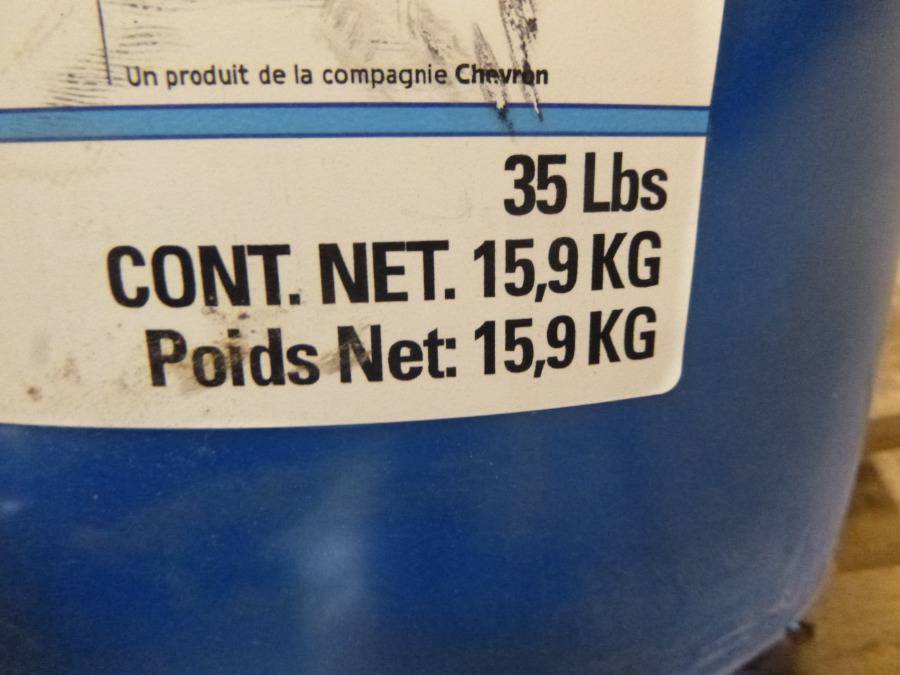 Un produit de la compagnie Chevron
35 Lbs
CONT. NET. 15,9 KG
Poids Net: 15,9 KG